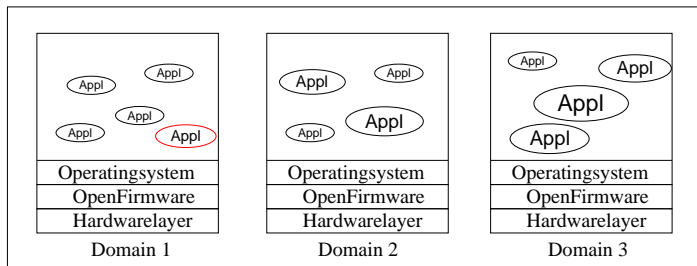 Appl
Appl
Appl
Appl
Appl
Operatingsystem
OpenFirmware
Hardwarelayer
Domain 1
Appl
Appl
Appl
Appl
Operatingsystem
OpenFirmware
Hardwarelayer
Domain 2
Appl
Appl
Appl
Appl
Operatingsystem
OpenFirmware
Hardwarelayer
Domain 3